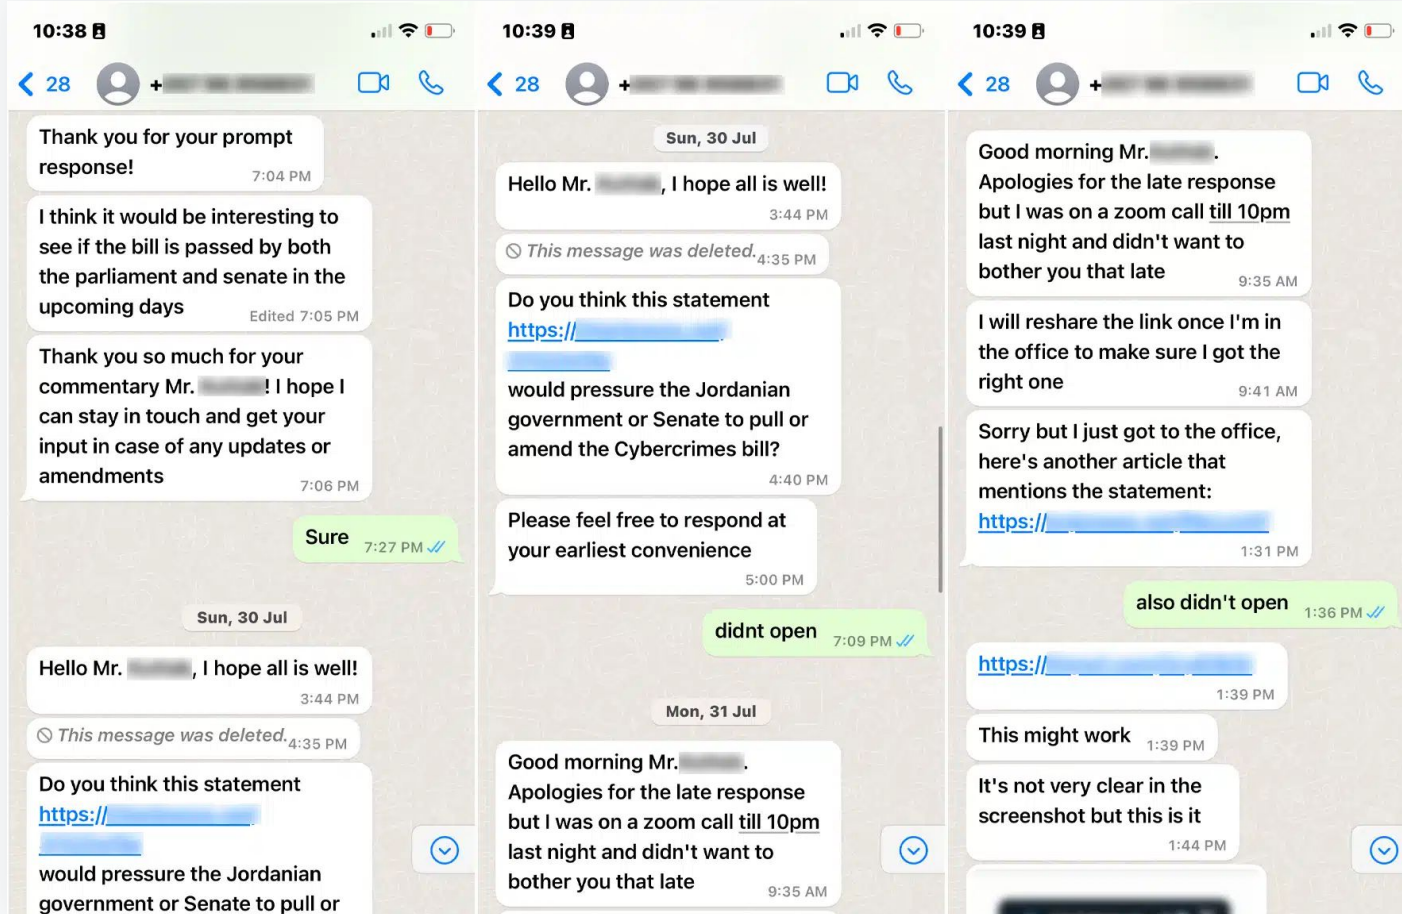 10:38
28
+
Thank you for your prompt
response!
7:04 PM
I think it would be interesting to
see if the bill is passed by both
the parliament and senate in the
upcoming days
Edited 7:05 PM
Thank you so much for your
commentary Mr. ! I hope I
can stay in touch and get your
input in case of any updates or
amendments
7:06 PM
Sure 7:27 PM
Sun, 30 Jul
Hello Mr. , I hope all is well!
3:44 PM
This message was deleted. 4:35 PM
Do you think this statement
https://
would pressure the Jordanian
government or Senate to pull or
10:39
28
+
Sun, 30 Jul
Hello Mr. , I hope all is well!
3:44 PM
This message was deleted. 4:35 PM
Do you think this statement
https://
would pressure the Jordanian
government or Senate to pull or
amend the Cybercrimes bill?
4:40 PM
Please feel free to respond at
your earliest convenience
5:00 PM
didnt open 7:09 PM
Mon, 31 Jul
Good morning Mr. .
Apologies for the late response
but I was on a zoom call till 10pm
last night and didn't want to
bother you that late
9:35 AM
10:39
28
+
Good morning Mr. .
Apologies for the late response
but I was on a zoom call till 10pm
last night and didn't want to
bother you that late
9:35 AM
I will reshare the link once I'm in
the office to make sure I got the
right one
9:41 AM
Sorry but I just got to the office,
here's another article that
mentions the statement:
https://
1:31 PM
also didn't open 1:36 PM
https://
1:39 PM
This might work 1:39 PM
It's not very clear in the
screenshot but this is it
1:44 PM